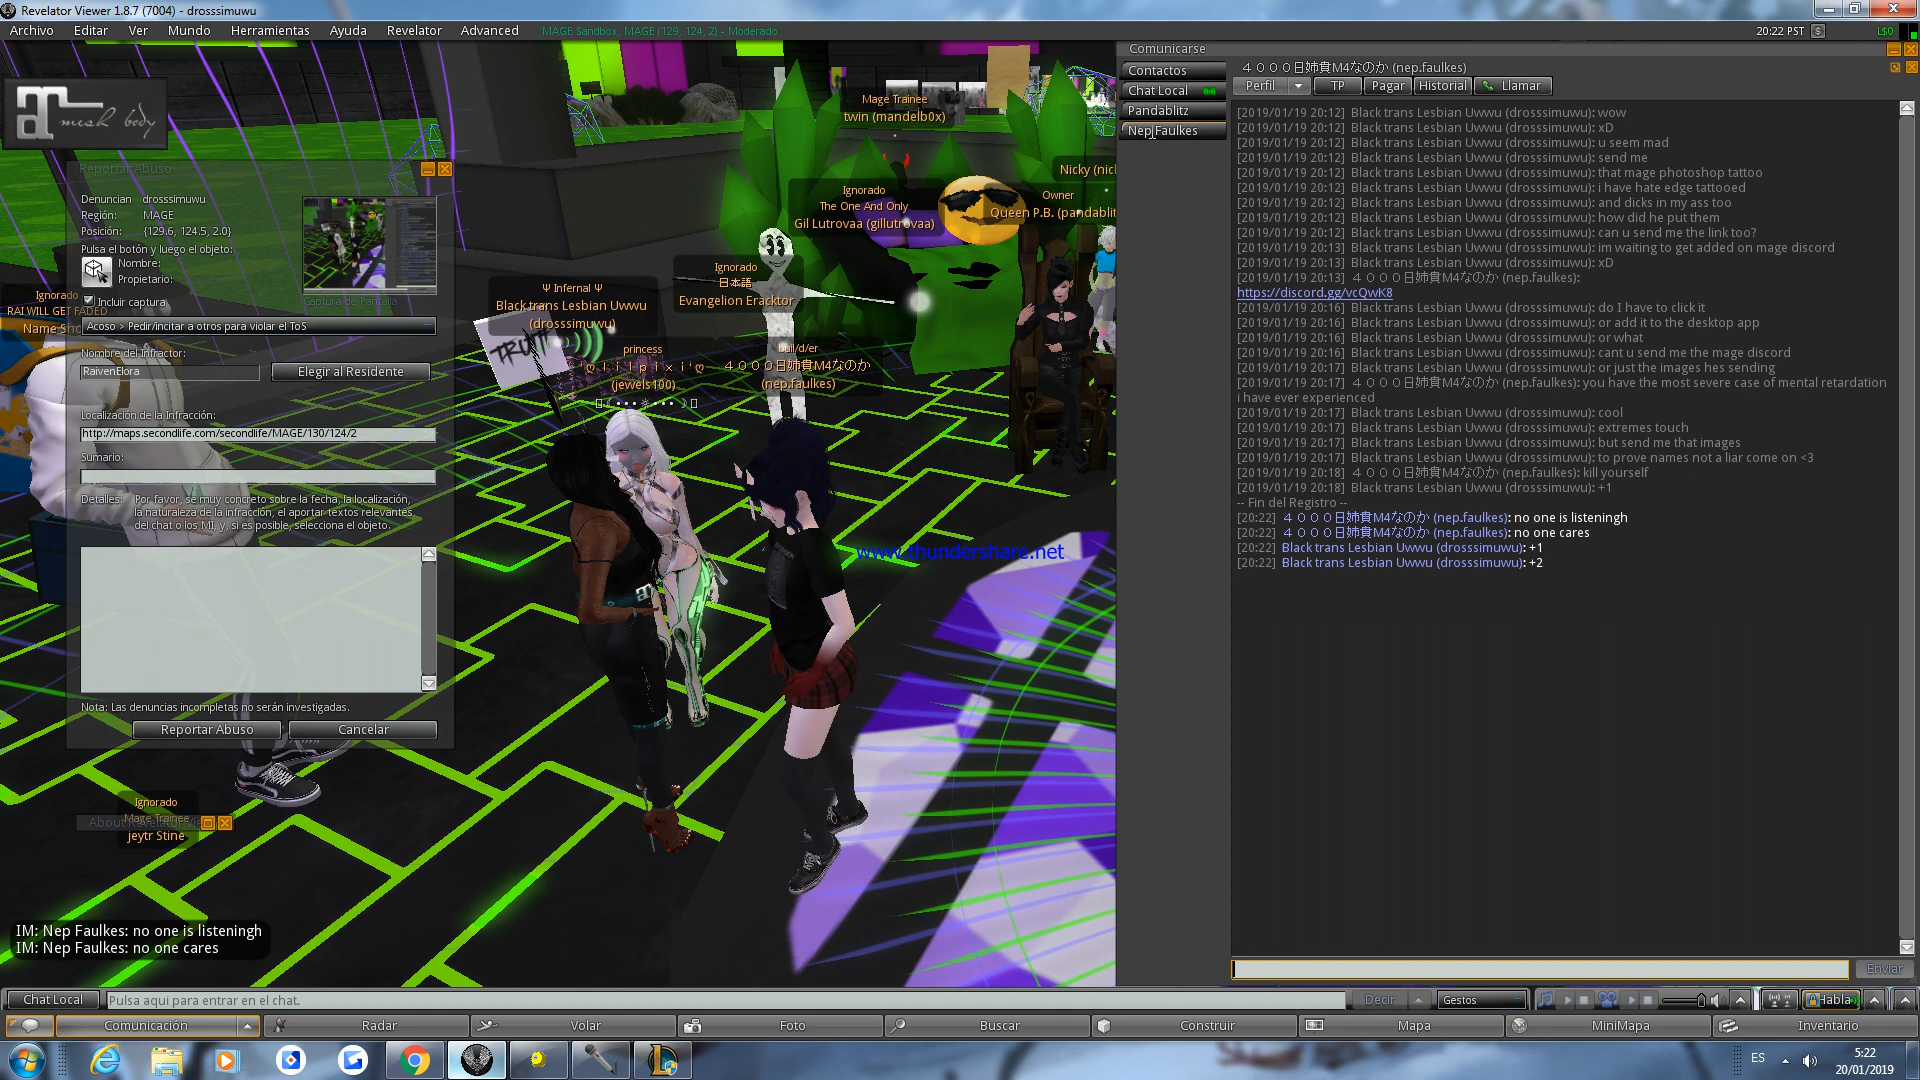 Revelator Viewer 1.8.7 (7004) - drosssimuwu
Archivo Editar Ver Mundo Herramientas Ayuda Revelator Advanced MAGE Sandbox, MAGE (129, 124, 2) - Moderado 20:22 PST S L$0
mesh body
Reportar Abuso
Denuncian drosssimuwu
Región: MAGE
Posición: {129.6, 124.5, 2.0}
Pulsa el botón y luego el objeto:
Nombre:
Propietario:
Incluir captura
Captura de Pantalla
Acoso > Pedir/incitar a otros para violar el ToS
Nombre del Infractor:
RaivenElora
Elegir al Residente
Localización de la Infracción:
http://maps.secondlife.com/secondlife/MAGE/130/124/2
Sumario:
Detalles: Por favor, se muy concreto sobre la fecha, la localización,
la naturaleza de la infracción, el aportar textos relevantes
del chat o los MI, y, si es posible, selecciona el objeto.
Nota: Las denuncias incompletas no serán investigadas.
Reportar Abuso Cancelar
Ignorado
RAI WILL GET FADED
Name Sho
Mage Trainee
twin (mandelb0x)
Ignorado
The One And Only
Gil Lutrovaa (gillutrovaa)
Nicky (nick
Owner
Queen P.B. (pandablit
Ignorado
日本語
Evangelion Eracktor
Ψ Infernal Ψ
Black trans Lesbian Uwwu
(drosssimuwu)
TRUTH
princess
(jewels100)
buil/d/er
４０００日姉貴M4なのか
(nep.faulkes)
www.thundershare.net
Ignorado
Mage Trainee
jeytr Stine
IM: Nep Faulkes: no one is listeningh
IM: Nep Faulkes: no one cares
Comunicarse
Contactos
Chat Local
Pandablitz
Nep Faulkes
４０００日姉貴M4なのか (nep.faulkes)
Perfil TP Pagar Historial Llamar
[2019/01/19 20:12] Black trans Lesbian Uwwu (drosssimuwu): wow
[2019/01/19 20:12] Black trans Lesbian Uwwu (drosssimuwu): xD
[2019/01/19 20:12] Black trans Lesbian Uwwu (drosssimuwu): u seem mad
[2019/01/19 20:12] Black trans Lesbian Uwwu (drosssimuwu): send me
[2019/01/19 20:12] Black trans Lesbian Uwwu (drosssimuwu): that mage photoshop tattoo
[2019/01/19 20:12] Black trans Lesbian Uwwu (drosssimuwu): i have hate edge tattooed
[2019/01/19 20:12] Black trans Lesbian Uwwu (drosssimuwu): and dicks in my ass too
[2019/01/19 20:12] Black trans Lesbian Uwwu (drosssimuwu): how did he put them
[2019/01/19 20:12] Black trans Lesbian Uwwu (drosssimuwu): can u send me the link too?
[2019/01/19 20:13] Black trans Lesbian Uwwu (drosssimuwu): im waiting to get added on mage discord
[2019/01/19 20:13] Black trans Lesbian Uwwu (drosssimuwu): xD
[2019/01/19 20:13] ４０００日姉貴M4なのか (nep.faulkes):
https://discord.gg/vcQwK8
[2019/01/19 20:16] Black trans Lesbian Uwwu (drosssimuwu): do I have to click it
[2019/01/19 20:16] Black trans Lesbian Uwwu (drosssimuwu): or add it to the desktop app
[2019/01/19 20:16] Black trans Lesbian Uwwu (drosssimuwu): or what
[2019/01/19 20:16] Black trans Lesbian Uwwu (drosssimuwu): cant u send me the mage discord
[2019/01/19 20:17] Black trans Lesbian Uwwu (drosssimuwu): or just the images hes sending
[2019/01/19 20:17] ４０００日姉貴M4なのか (nep.faulkes): you have the most severe case of mental retardation
i have ever experienced
[2019/01/19 20:17] Black trans Lesbian Uwwu (drosssimuwu): cool
[2019/01/19 20:17] Black trans Lesbian Uwwu (drosssimuwu): extremes touch
[2019/01/19 20:17] Black trans Lesbian Uwwu (drosssimuwu): but send me that images
[2019/01/19 20:17] Black trans Lesbian Uwwu (drosssimuwu): to prove names not a liar come on <3
[2019/01/19 20:18] ４０００日姉貴M4なのか (nep.faulkes): kill yourself
[2019/01/19 20:18] Black trans Lesbian Uwwu (drosssimuwu): +1
-- Fin del Registro --
[20:22] ４０００日姉貴M4なのか (nep.faulkes): no one is listeningh
[20:22] ４０００日姉貴M4なのか (nep.faulkes): no one cares
[20:22] Black trans Lesbian Uwwu (drosssimuwu): +1
[20:22] Black trans Lesbian Uwwu (drosssimuwu): +2
Enviar
Chat Local Pulsa aquí para entrar en el chat. Decir Gestos Habla
Comunicación Radar Volar Foto Buscar Construir Mapa MiniMapa Inventario
ES 5:22
20/01/2019